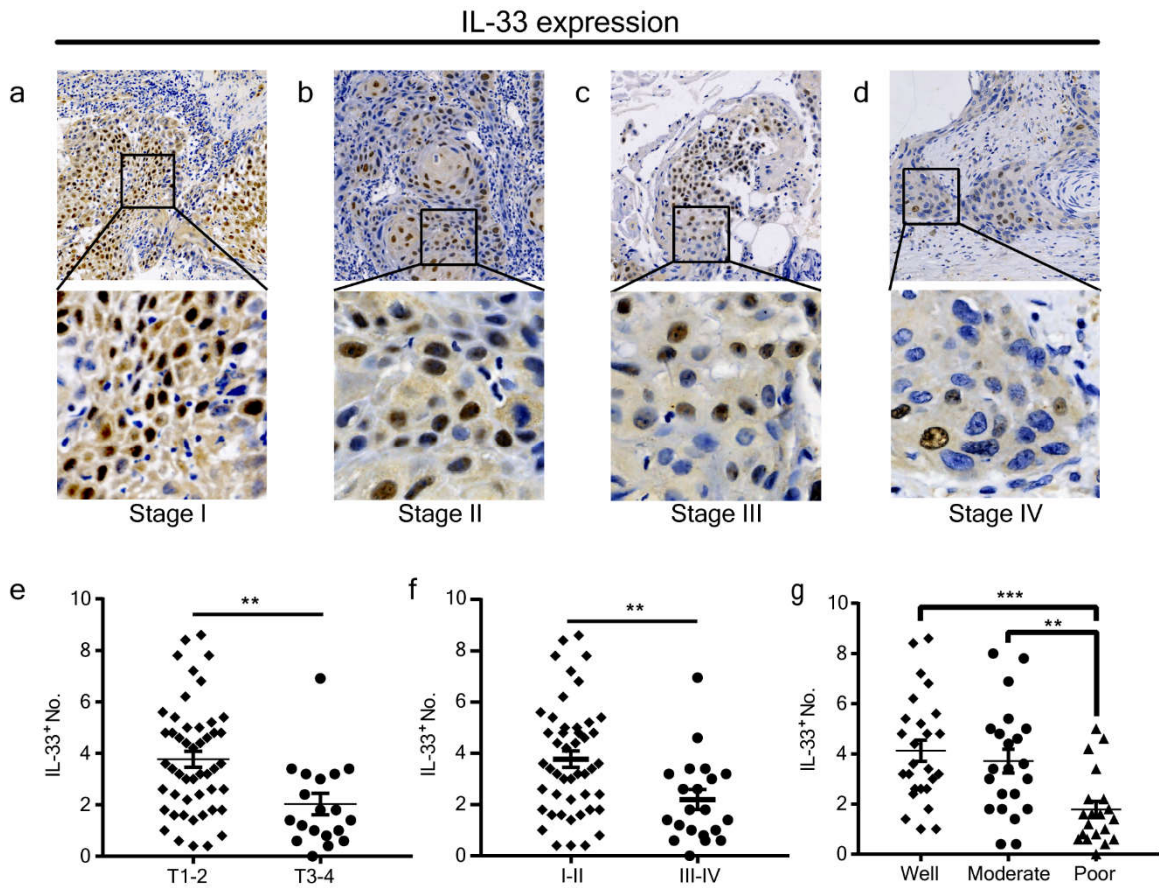 IL-33 expression
a
b
c
d
Stage I
Stage II
Stage III
Stage IV
e
**
10
8
6
4
2
0
IL-33⁺ No.
T1-2
T3-4
f
**
10
8
6
4
2
0
IL-33⁺ No.
I-II
III-IV
g
***
**
10
8
6
4
2
0
IL-33⁺ No.
Well
Moderate
Poor